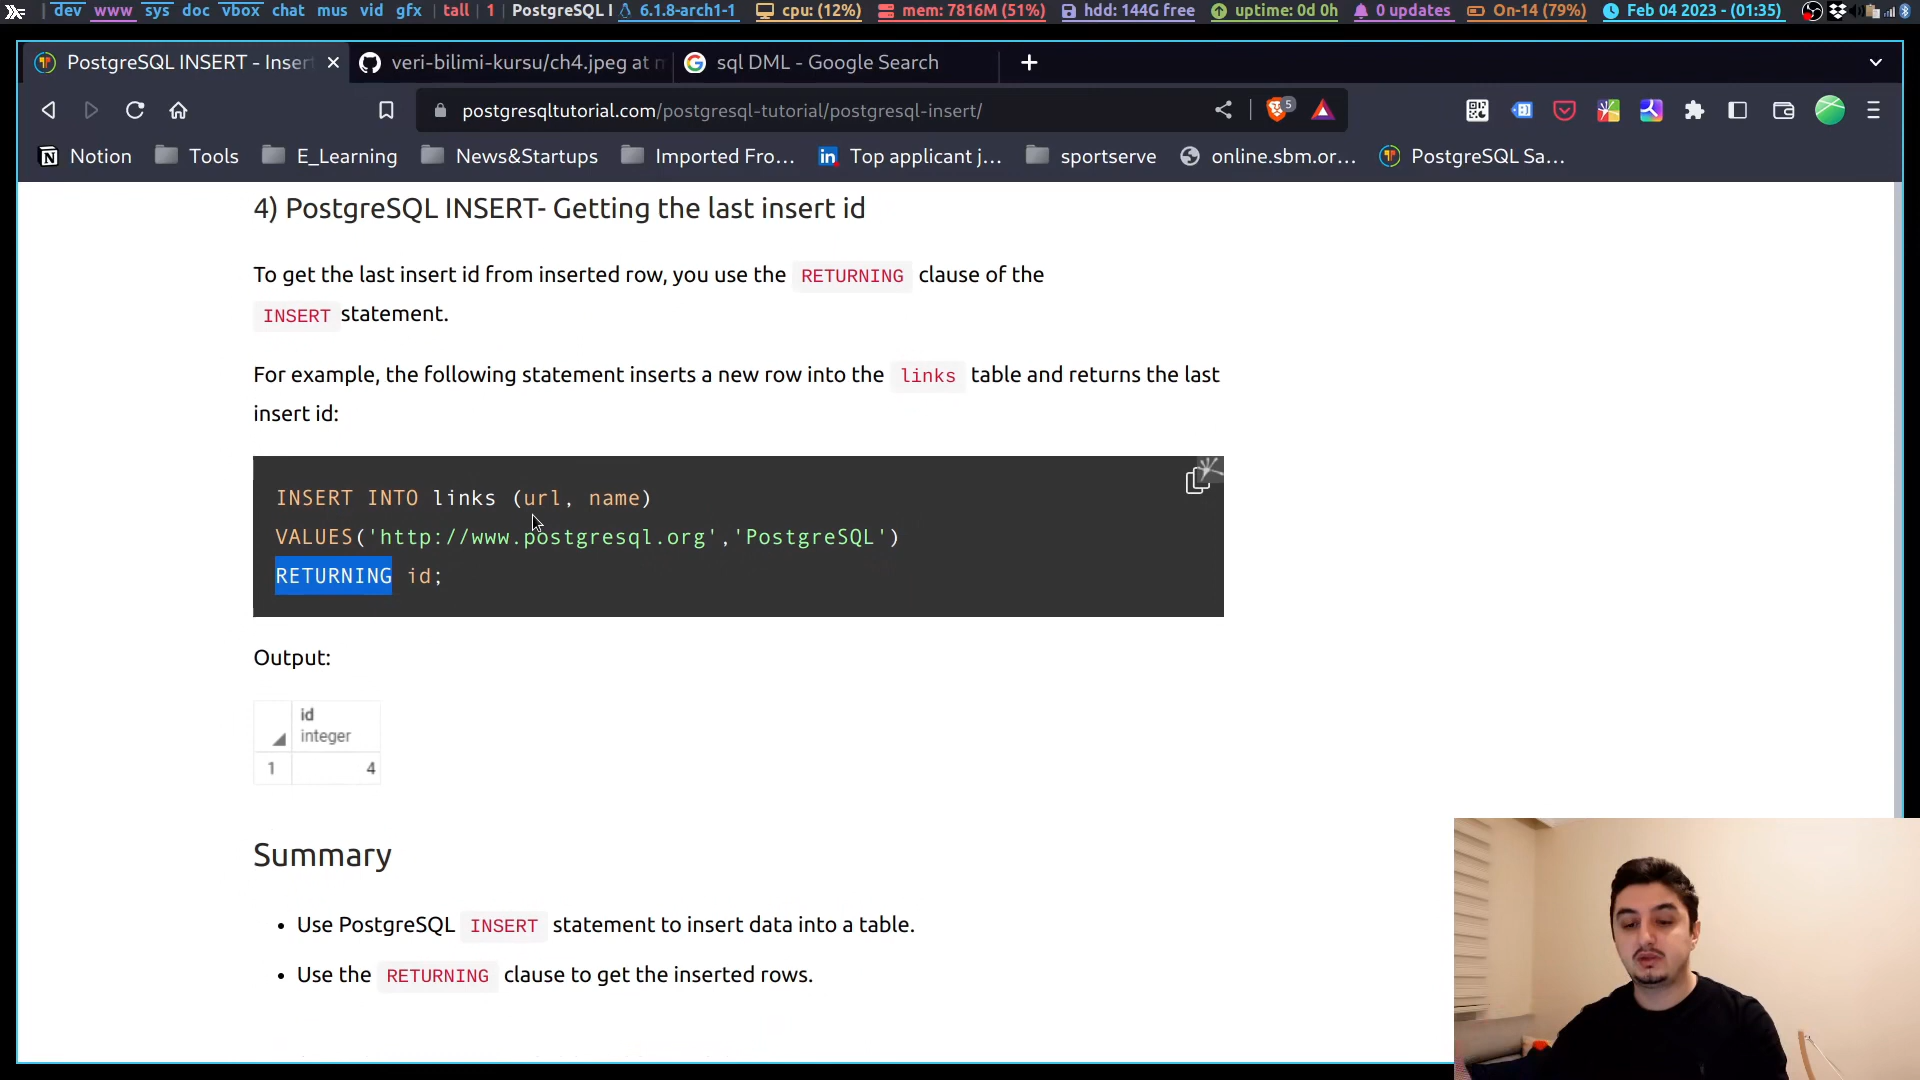 dev www sys doc vbox chat mus vid gfx | tall | 1 | PostgreSQL I 6.1.8-arch1-1 cpu: (12%) mem: 7816M (51%) hdd: 144G free uptime: 0d 0h 0 updates On-14 (79%) Feb 04 2023 - (01:35)
PostgreSQL INSERT - Inser veri-bilimi-kursu/ch4.jpeg at m sql DML - Google Search
postgresqltutorial.com/postgresql-tutorial/postgresql-insert/ 5
Notion Tools E_Learning News&Startups Imported Fro... Top applicant j... sportserve online.sbm.or... PostgreSQL Sa...
4) PostgreSQL INSERT- Getting the last insert id
To get the last insert id from inserted row, you use the RETURNING clause of the
INSERT statement.
For example, the following statement inserts a new row into the links table and returns the last
insert id:
INSERT INTO links (url, name)
VALUES('http://www.postgresql.org','PostgreSQL')
RETURNING id;
Output:
id
integer
1 4
Summary
• Use PostgreSQL INSERT statement to insert data into a table.
• Use the RETURNING clause to get the inserted rows.